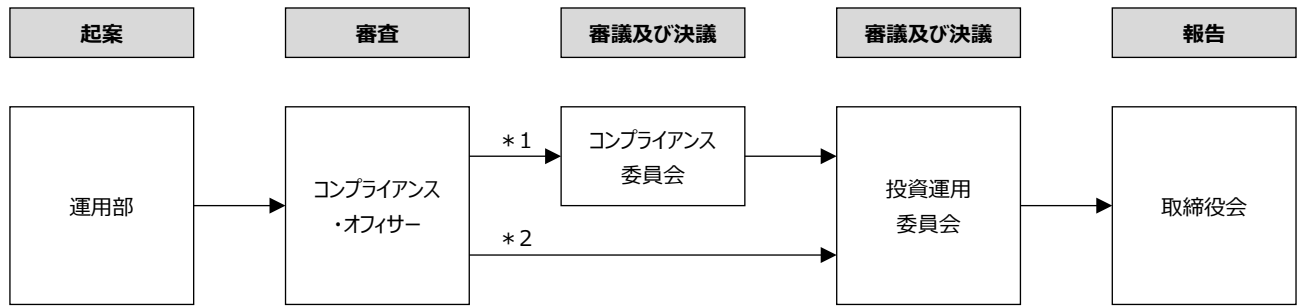 起案
審査
審議及び決議
審議及び決議
報告
運用部
コンプライアンス
・オフィサー
＊1
＊2
コンプライアンス
委員会
投資運用
委員会
取締役会